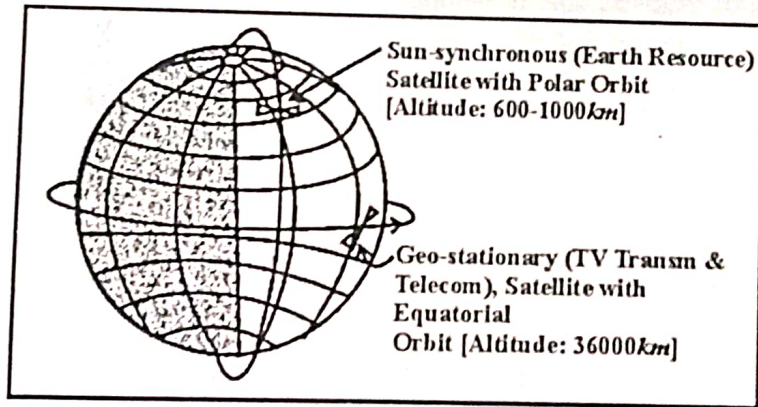 Sun-synchronous (Earth Resource)
Satellite with Polar Orbit
[Altitude: 600-1000km]
Geo-stationary (TV Transm &
Telecom), Satellite with
Equatorial
Orbit [Altitude: 36000km]